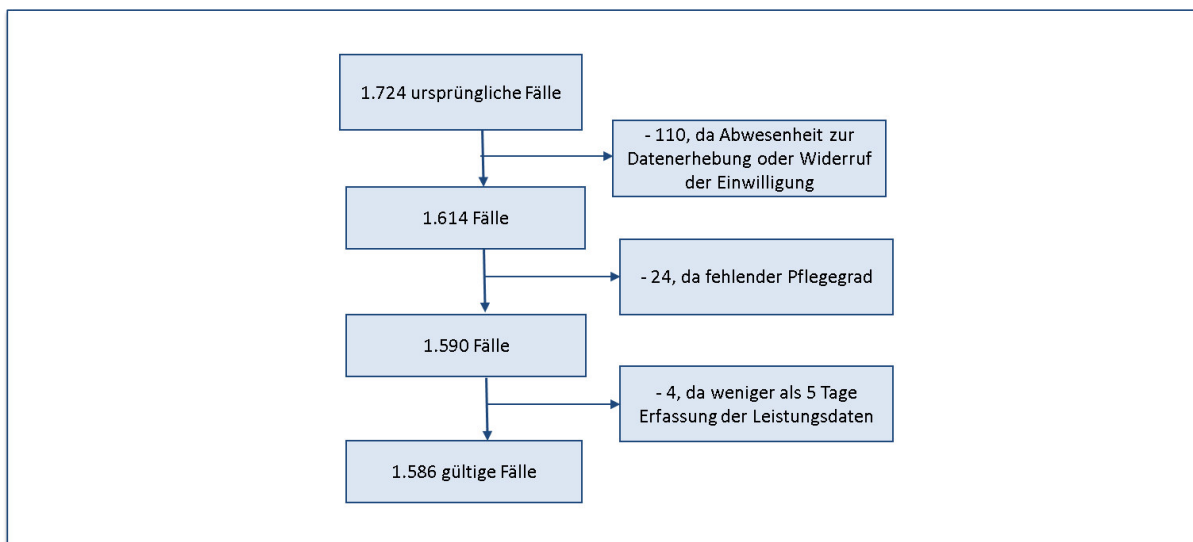 1.724 ursprüngliche Fälle
- 110, da Abwesenheit zur
Datenerhebung oder Widerruf
der Einwilligung
1.614 Fälle
- 24, da fehlender Pflegegrad
1.590 Fälle
- 4, da weniger als 5 Tage
Erfassung der Leistungsdaten
1.586 gültige Fälle